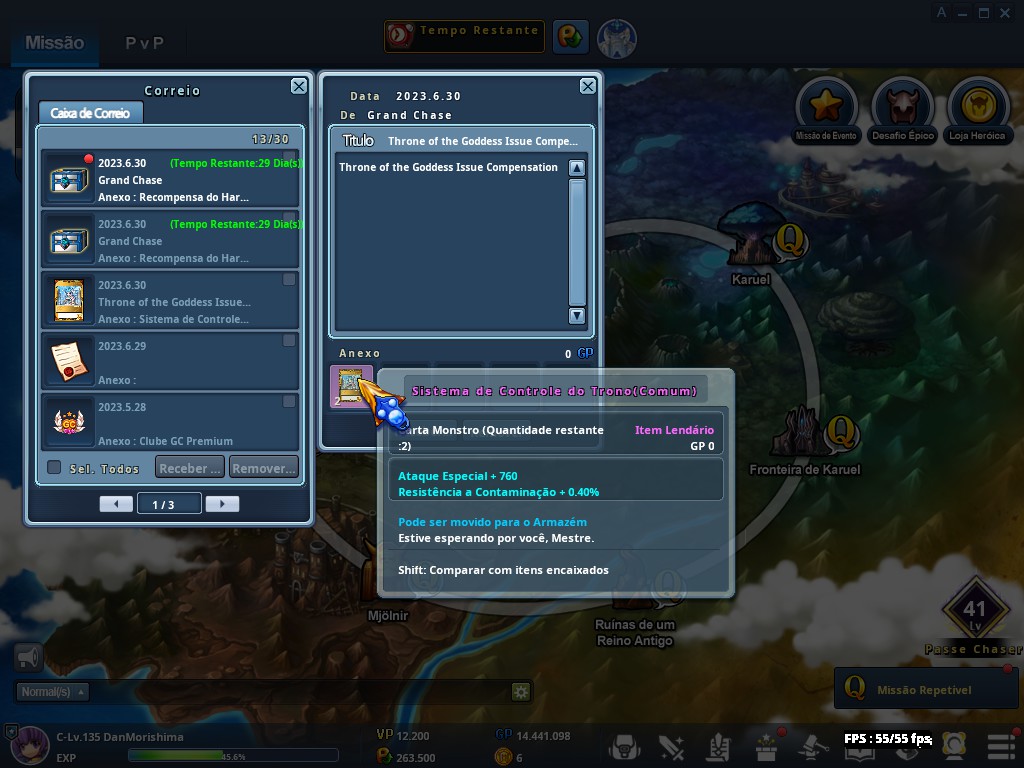 A
Missão
PvP
Tempo Restante
Correio
Caixa de Correio
13/30
2023.6.30 (Tempo Restante:29 Dia(s))
Grand Chase
Anexo : Recompensa do Har...
2023.6.30 (Tempo Restante:29 Dia(s))
Grand Chase
Anexo : Recompensa do Har...
2023.6.30
Throne of the Goddess Issue...
Anexo : Sistema de Controle...
2023.6.29
Anexo :
2023.5.28
Anexo : Clube GC Premium
Sel. Todos
Receber ...
Remover...
1 / 3
Data 2023.6.30
De Grand Chase
Título Throne of the Goddess Issue Compe...
Throne of the Goddess Issue Compensation
Anexo 0 GP
2
Sistema de Controle do Trono(Comum)
arta Monstro (Quantidade restante :2)
Item Lendário
GP 0
Ataque Especial + 760
Resistência a Contaminação + 0.40%
Pode ser movido para o Armazém
Estive esperando por você, Mestre.
Shift: Comparar com itens encaixados
Missão de Evento
Desafio Épico
Loja Heróica
Q
Karuel
Q
Fronteira de Karuel
Mjölnir
Q
Ruínas de um
Reino Antigo
41
Lv
Passe Chaser
Q Missão Repetível
Normal(/s)
C-Lv.135 DanMorishima
EXP 45.6%
VP 12.200
263.500
GP 14.441.098
6
FPS : 55/55 fps